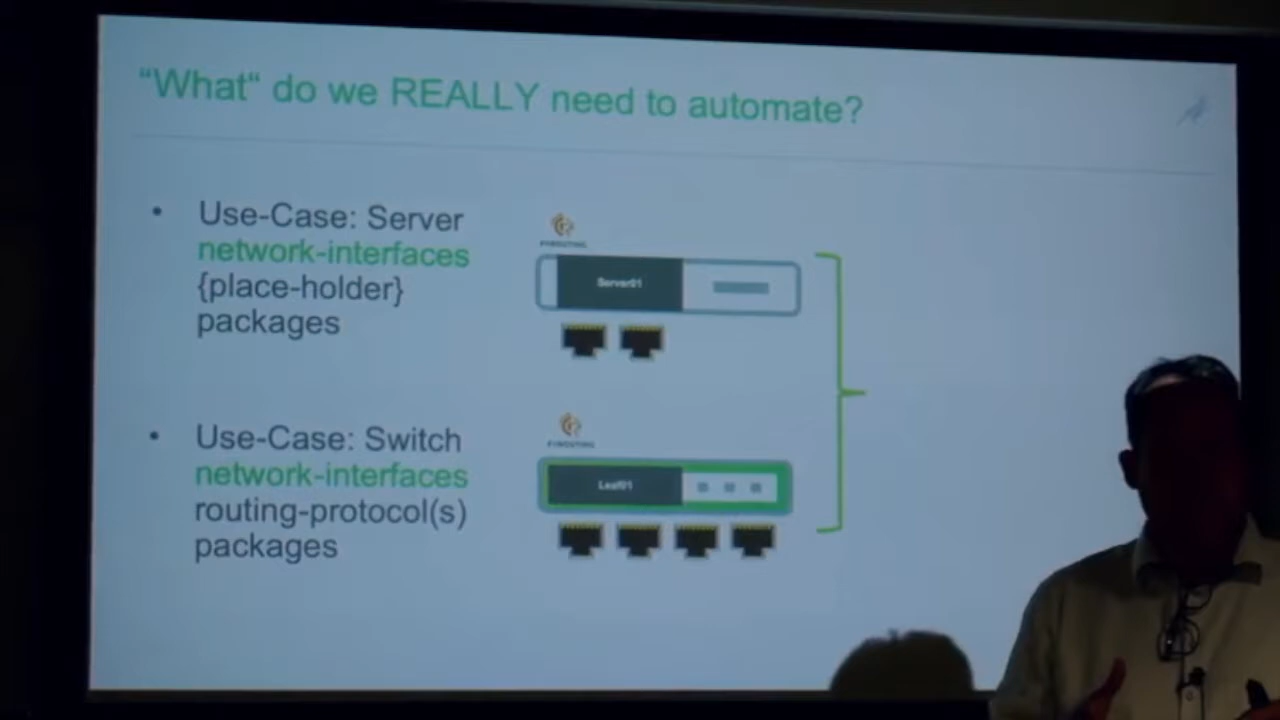 “What“ do we REALLY need to automate?
• Use-Case: Server
network-interfaces
{place-holder}
packages
Server01
• Use-Case: Switch
network-interfaces
routing-protocol(s)
packages
Leaf01